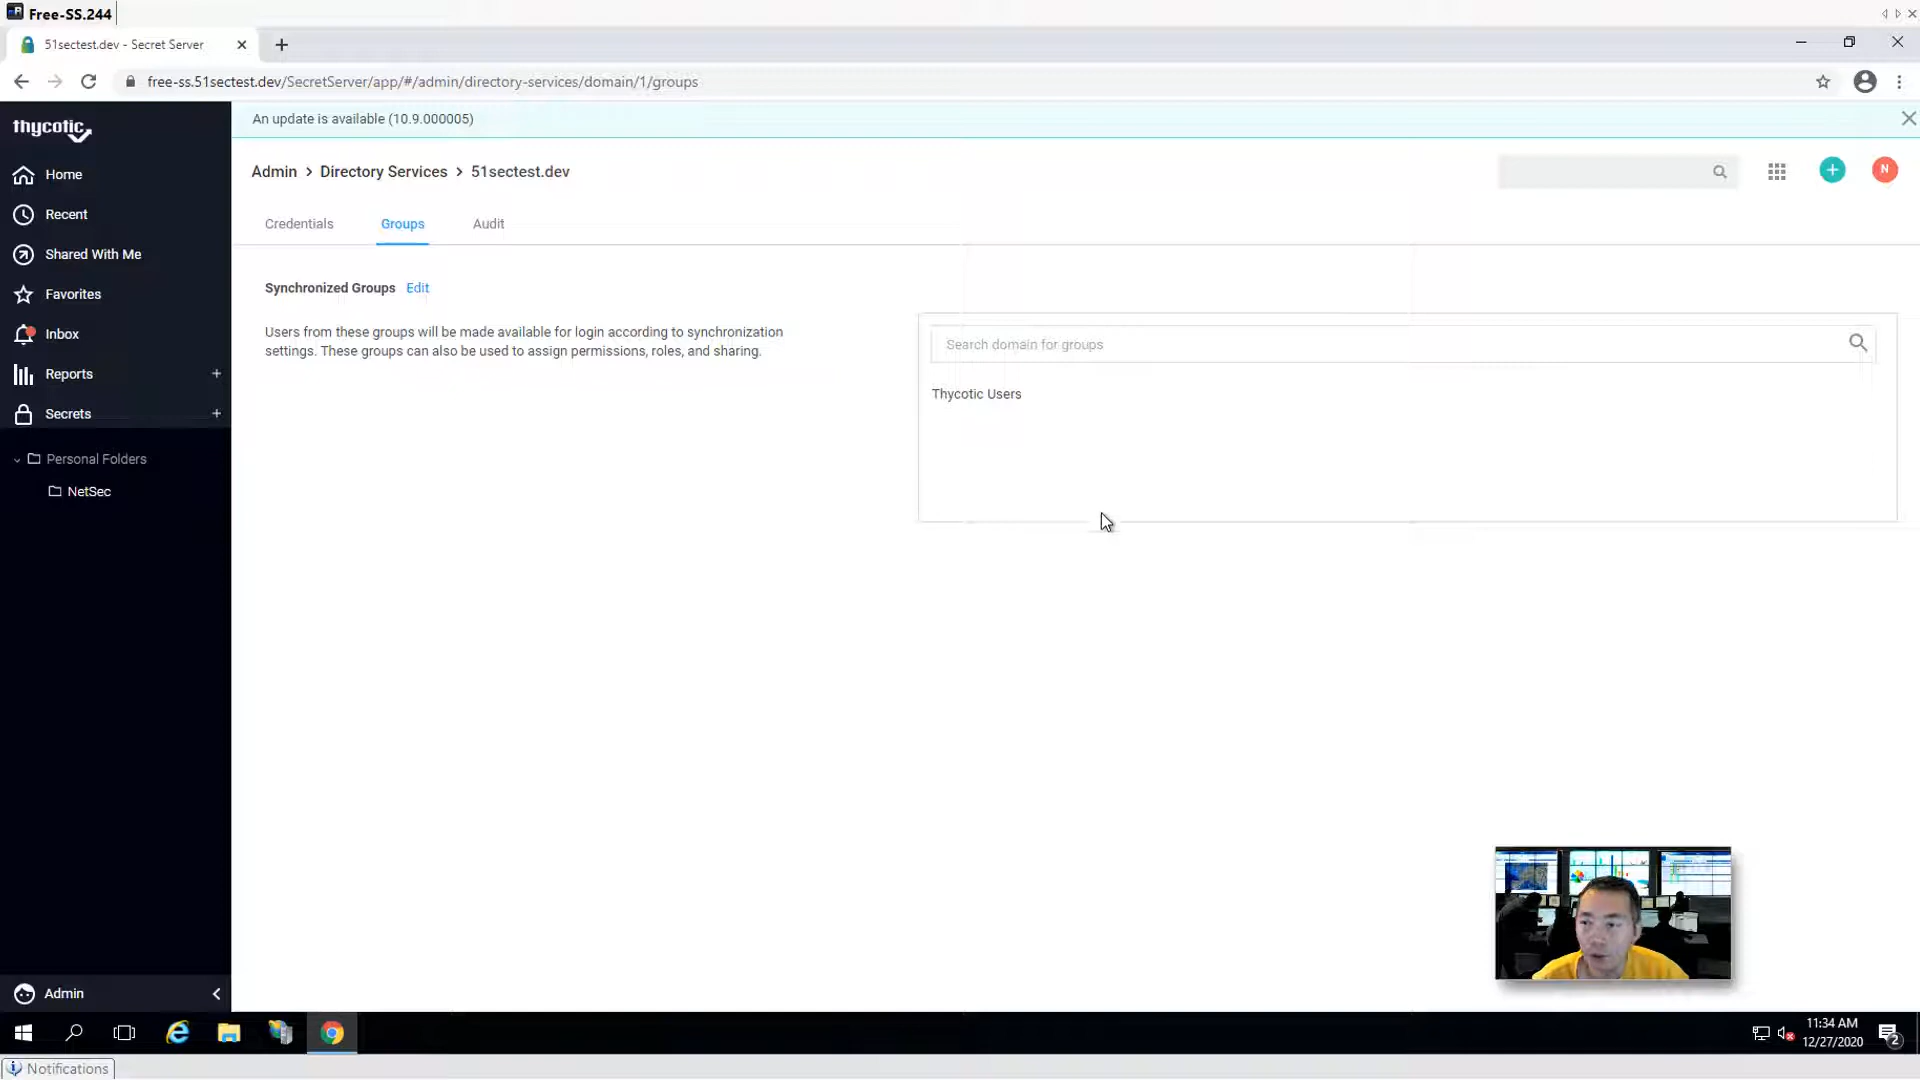 Free-SS.244
51sectest.dev - Secret Server
free-ss.51sectest.dev/SecretServer/app/#/admin/directory-services/domain/1/groups
thycotic
An update is available (10.9.000005)
Home
Recent
Shared With Me
Favorites
Inbox
Reports
Secrets
Personal Folders
NetSec
Admin
Admin > Directory Services > 51sectest.dev
N
Credentials
Groups
Audit
Synchronized Groups Edit
Users from these groups will be made available for login according to synchronization
settings. These groups can also be used to assign permissions, roles, and sharing.
Search domain for groups
Thycotic Users
11:34 AM
12/27/2020
2
Notifications